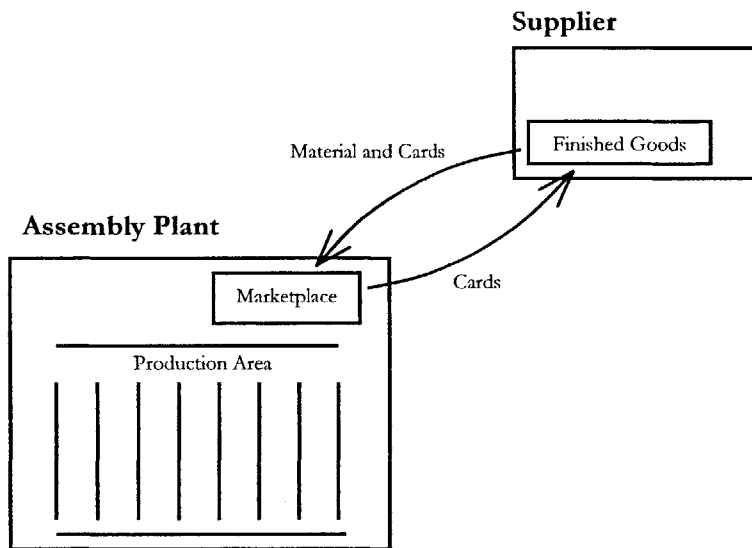 Supplier
Finished Goods
Material and Cards
Assembly Plant
Marketplace
Cards
Production Area